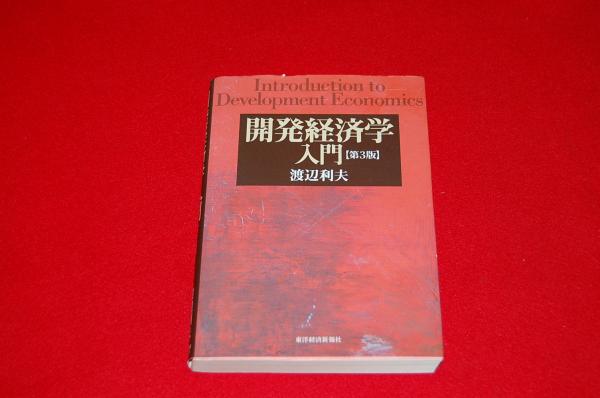 Introduction to
Development Economics
開発経済学
入門【第3版】
渡辺利夫
東洋経済新報社